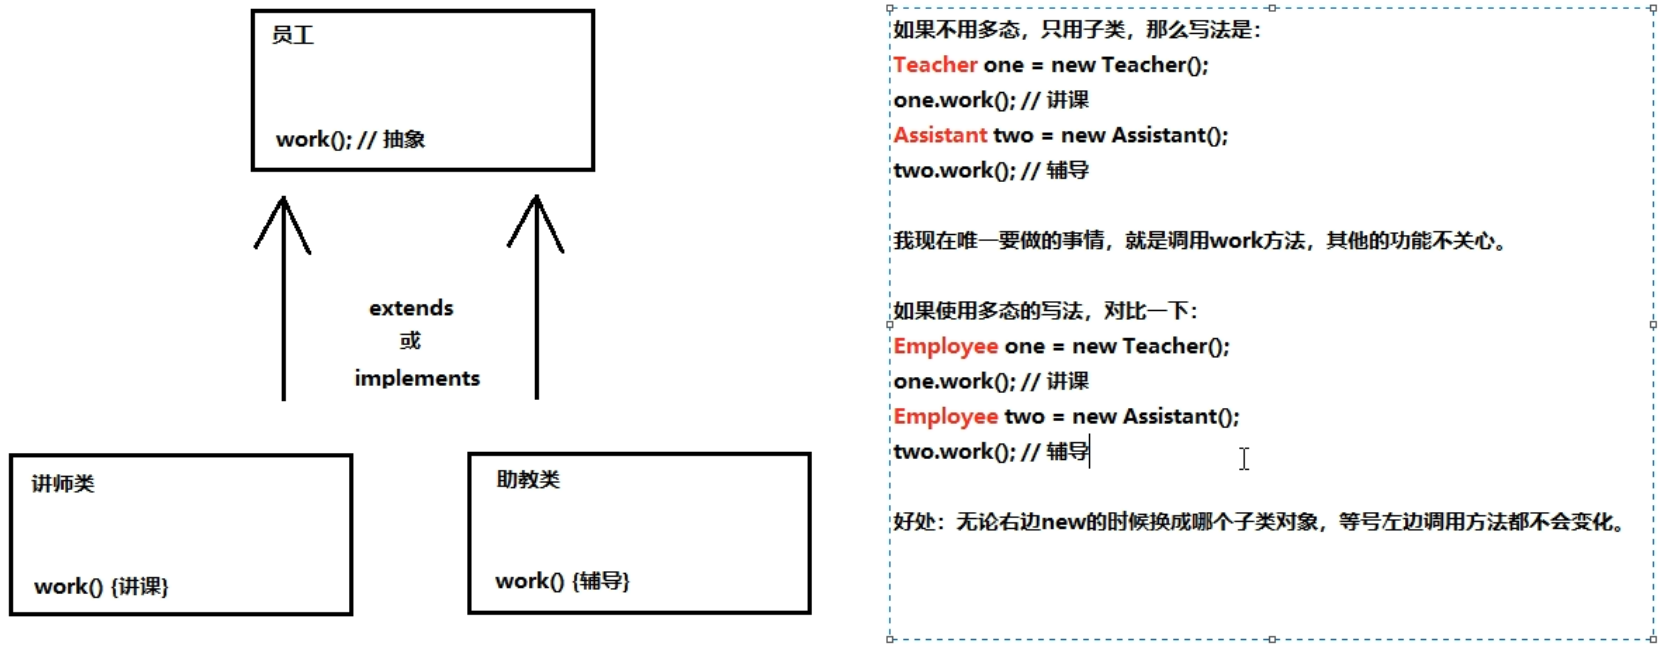 员工
work(); // 抽象
extends
或
implements
讲师类
work() {讲课}
助教类
work() {辅导}
如果不用多态，只用子类，那么写法是：
Teacher one = new Teacher();
one.work(); // 讲课
Assistant two = new Assistant();
two.work(); // 辅导
我现在唯一要做的事情，就是调用work方法，其他的功能不关心。
如果使用多态的写法，对比一下：
Employee one = new Teacher();
one.work(); // 讲课
Employee two = new Assistant();
two.work(); // 辅导
好处：无论右边new的时候换成哪个子类对象，等号左边调用方法都不会变化。